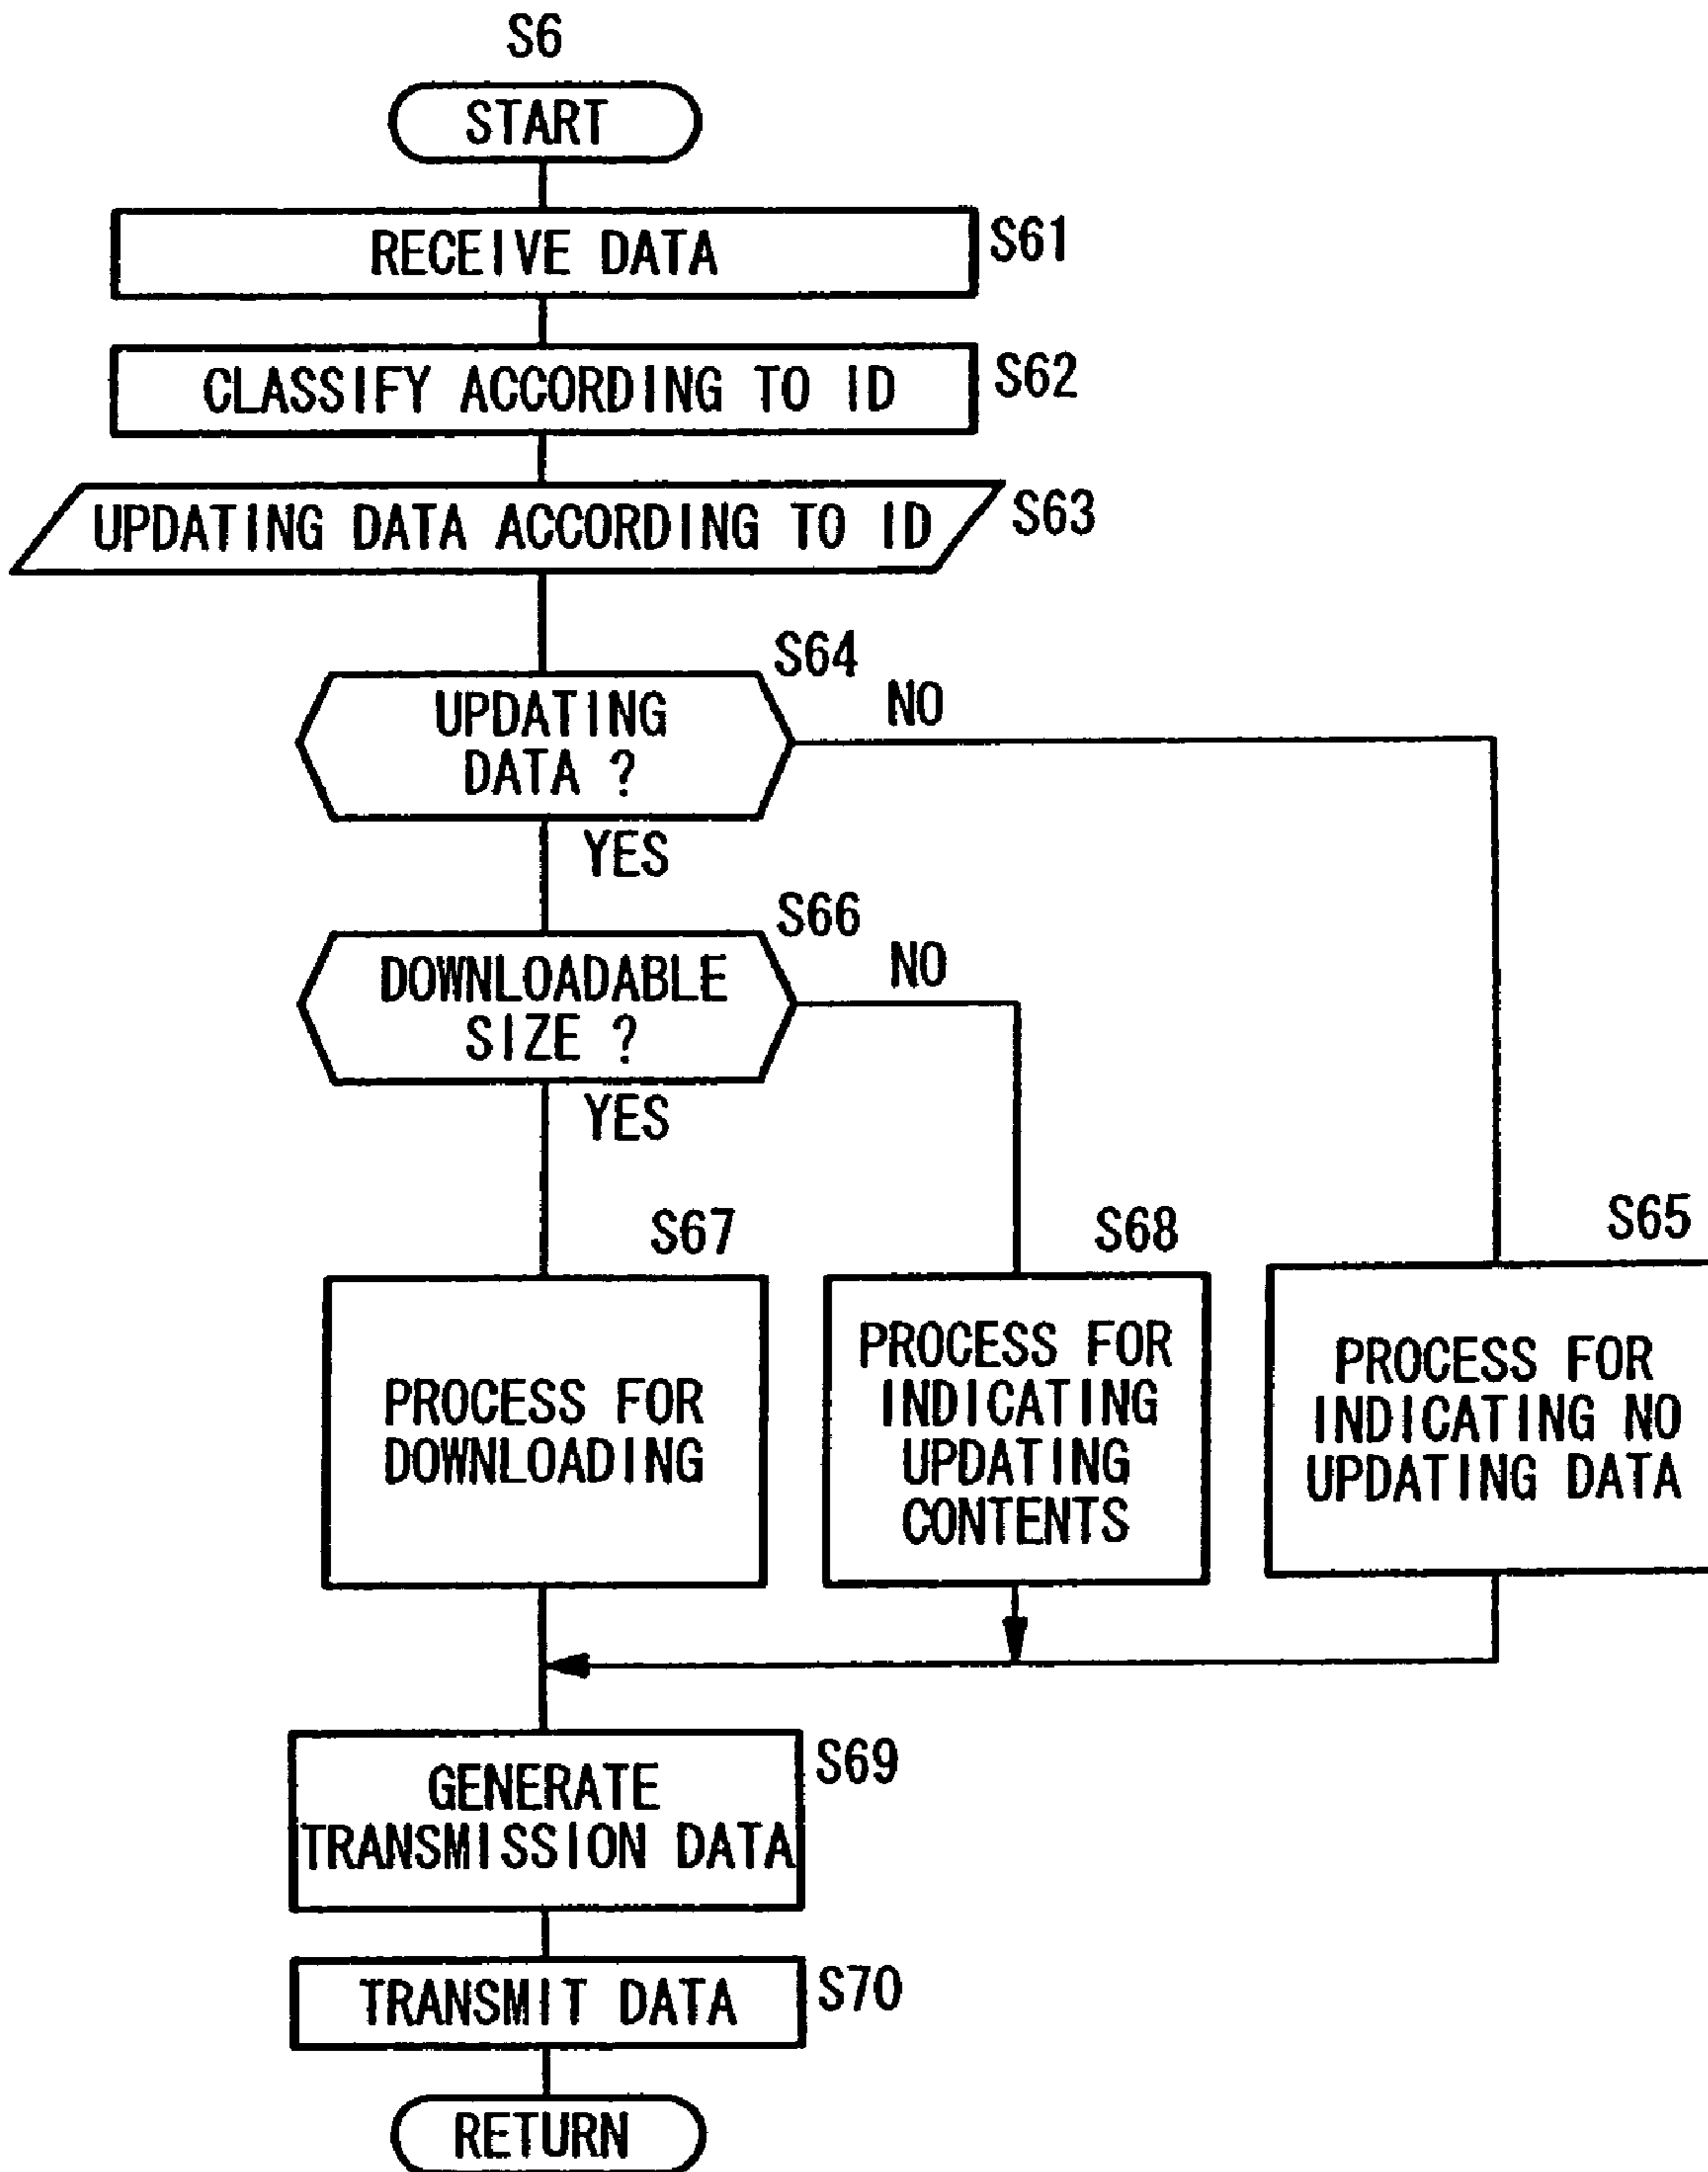 S6
START
RECEIVE DATA
S61
CLASSIFY ACCORDING TO ID
S62
UPDATING DATA ACCORDING TO ID
S63
S64
UPDATING
DATA ?
NO
YES
S66
DOWNLOADABLE
SIZE ?
NO
YES
S67
PROCESS FOR
DOWNLOADING
S68
PROCESS FOR
INDICATING
UPDATING
CONTENTS
S65
PROCESS FOR
INDICATING NO
UPDATING DATA
GENERATE
TRANSMISSION DATA
S69
TRANSMIT DATA
S70
RETURN